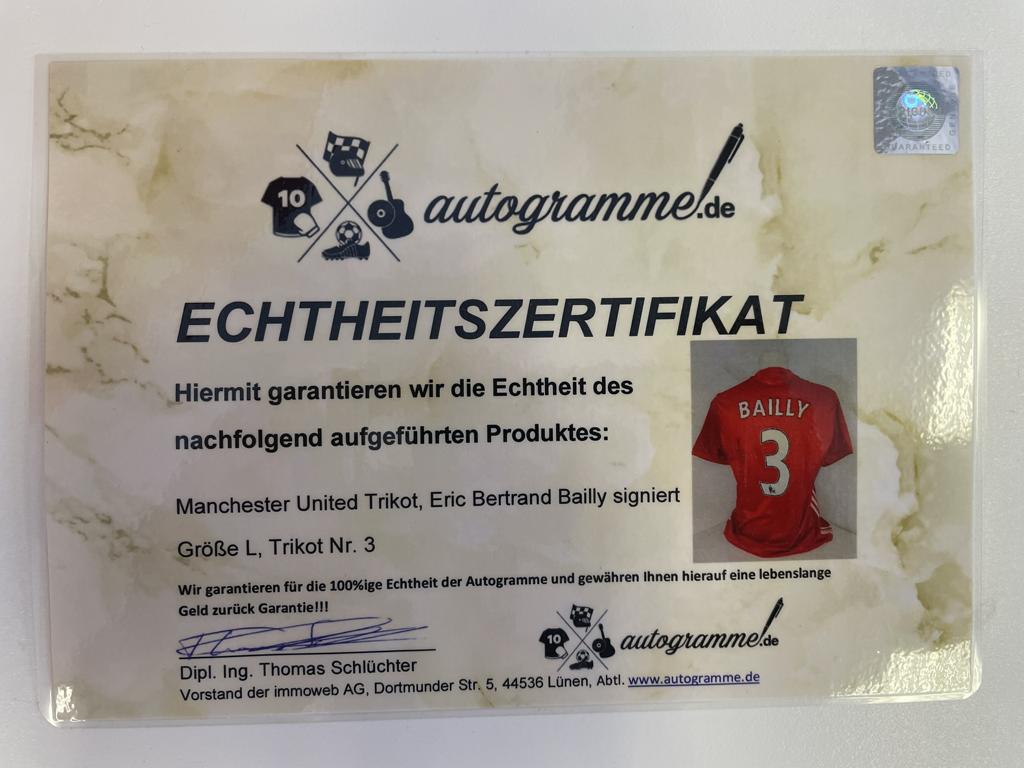 10
autogramme!.de
ECHTHEITSZERTIFIKAT
Hiermit garantieren wir die Echtheit des
nachfolgend aufgeführten Produktes:
BAILLY
3
Manchester United Trikot, Eric Bertrand Bailly signiert
Größe L, Trikot Nr. 3
Wir garantieren für die 100%ige Echtheit der Autogramme und gewähren Ihnen hierauf eine lebenslange
Geld zurück Garantie!!!
10
autogramme!.de
Dipl. Ing. Thomas Schlüchter
Vorstand der immoweb AG, Dortmunder Str. 5, 44536 Lünen, Abtl. www.autogramme.de
GUARANTEED